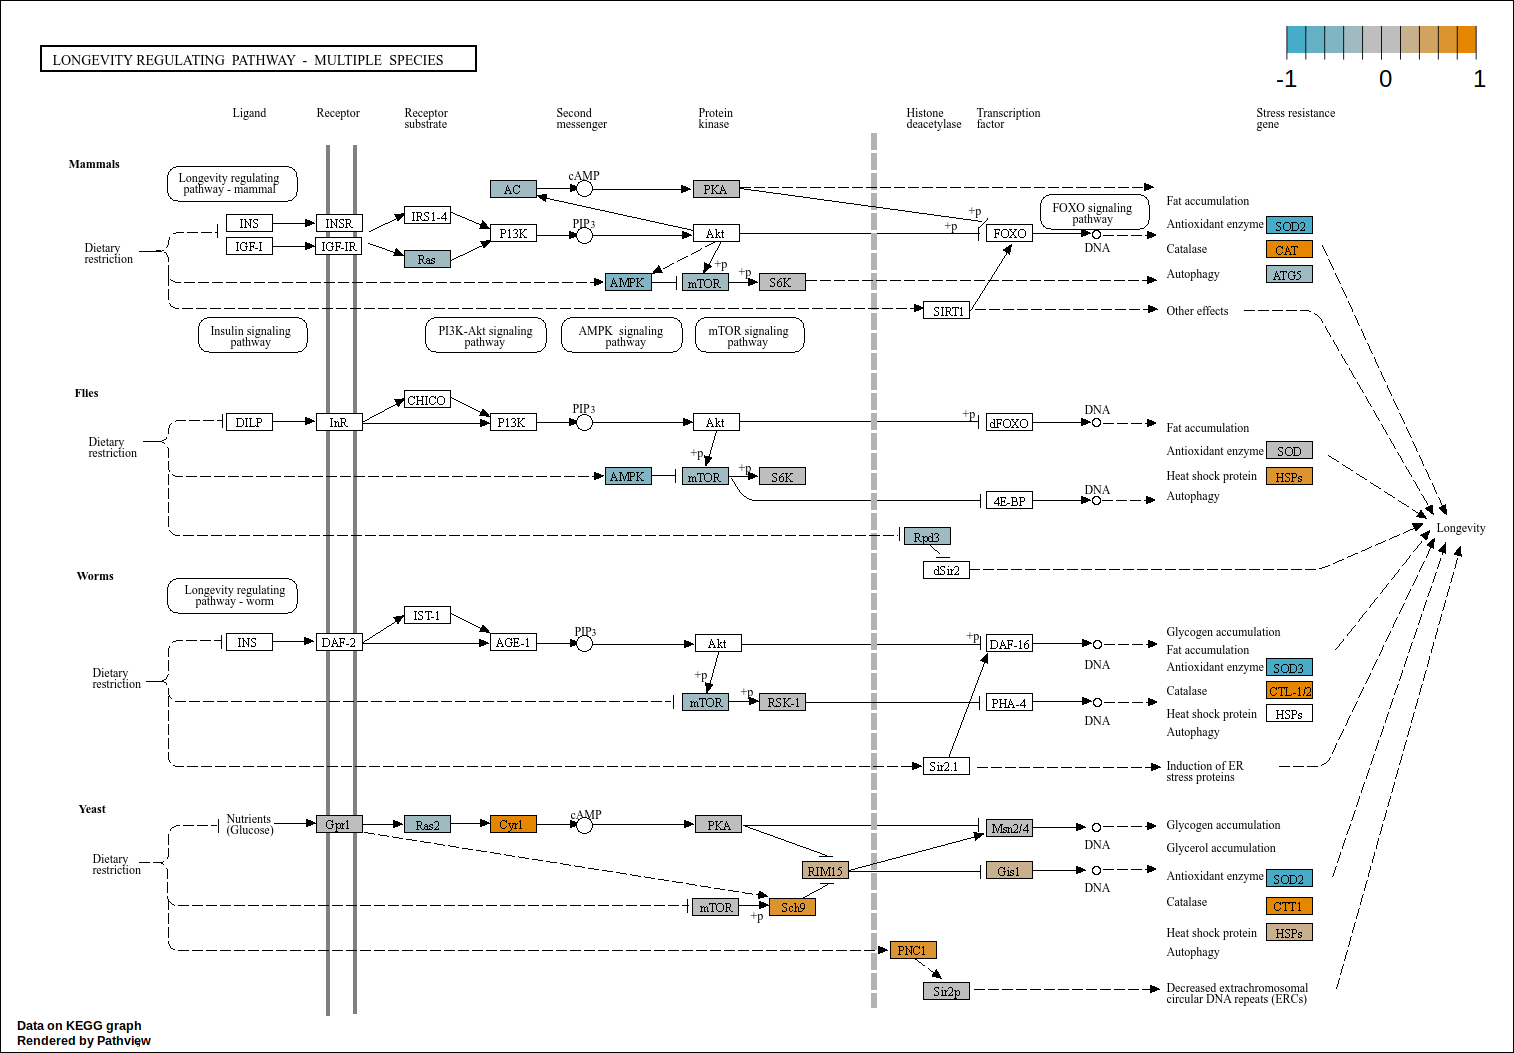 LONGEVITY REGULATING PATHWAY - MULTIPLE SPECIES
-1 0 1
Ligand
Receptor
Receptor
substrate
Second
messenger
Protein
kinase
Histone
deacetylase
Transcription
factor
Stress resistance
gene
Mammals
Longevity regulating
pathway - mammal
AC
cAMP
PKA
INS
INSR
IRS1-4
P13K
PIP3
Akt
+p
+p
FOXO
FOXO signaling
pathway
DNA
IGF-I
IGF-IR
Ras
Dietary
restriction
AMPK
mTOR
+p
+p
S6K
SIRT1
Fat accumulation
Antioxidant enzyme
SOD2
Catalase
CAT
Autophagy
ATG5
Other effects
Insulin signaling
pathway
PI3K-Akt signaling
pathway
AMPK signaling
pathway
mTOR signaling
pathway
Flies
DILP
InR
CHICO
P13K
PIP3
Akt
+p
dFOXO
DNA
Dietary
restriction
AMPK
+p
mTOR
+p
S6K
4E-BP
DNA
Rpd3
dSir2
Fat accumulation
Antioxidant enzyme
SOD
Heat shock protein
HSPs
Autophagy
Longevity
Worms
Longevity regulating
pathway - worm
INS
DAF-2
IST-1
AGE-1
PIP3
Akt
+p
DAF-16
DNA
Dietary
restriction
+p
mTOR
+p
RSK-1
PHA-4
DNA
Sir2.1
Glycogen accumulation
Fat accumulation
Antioxidant enzyme
SOD3
Catalase
CTL-1/2
Heat shock protein
HSPs
Autophagy
Induction of ER
stress proteins
Yeast
Nutrients
(Glucose)
Gpr1
Ras2
Cyr1
cAMP
PKA
Msn2/4
DNA
Dietary
restriction
RIM15
Gis1
DNA
mTOR
+p
Sch9
PNC1
Sir2p
Glycogen accumulation
Glycerol accumulation
Antioxidant enzyme
SOD2
Catalase
CTT1
Heat shock protein
HSPs
Autophagy
Decreased extrachromosomal
circular DNA repeats (ERCs)
Data on KEGG graph
Rendered by Pathview